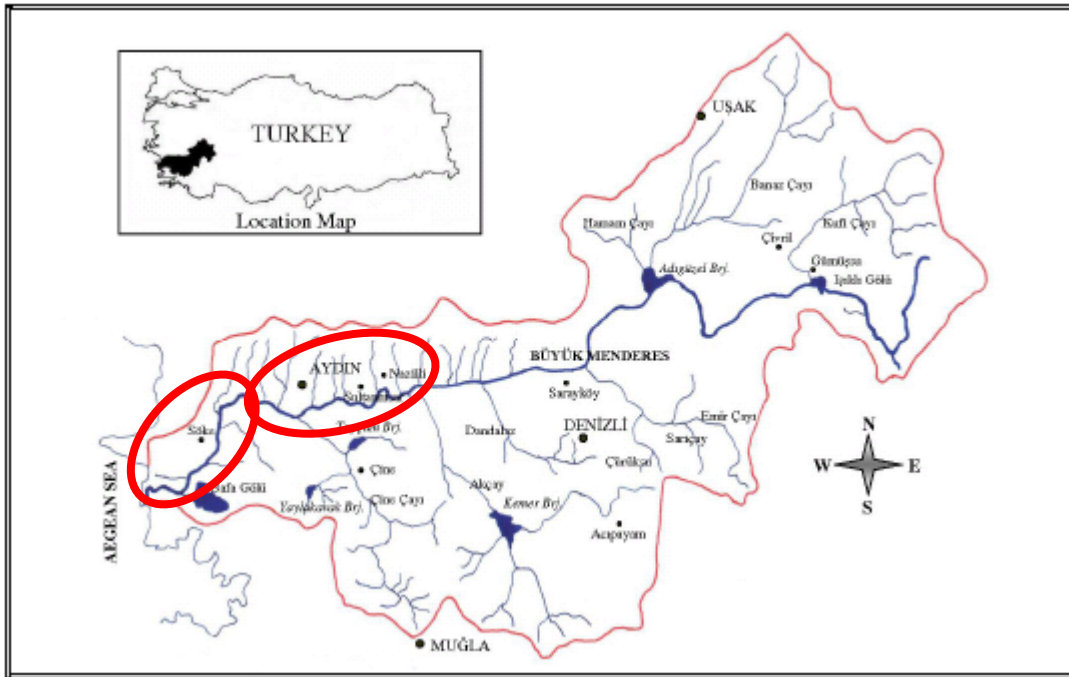 TURKEY
Location Map
UŞAK
Banaz Çayı
Hamam Çayı
Kufi Çayı
Çivril
Gümüşsu
Adıgüzel Brj.
Işıklı Gölü
BÜYÜK MENDERES
AYDIN
Nazilli
Sarayköy
Söke
Emir Çayı
Dandalaz
DENİZLİ
Sarıçay
Brj.
Çürüksu
Çine
Akçay
Gölü
Yaylakavak Brj.
Çine Çayı
Kemer Brj.
Acıpayam
AEGEAN SEA
MUĞLA
N
W
E
S